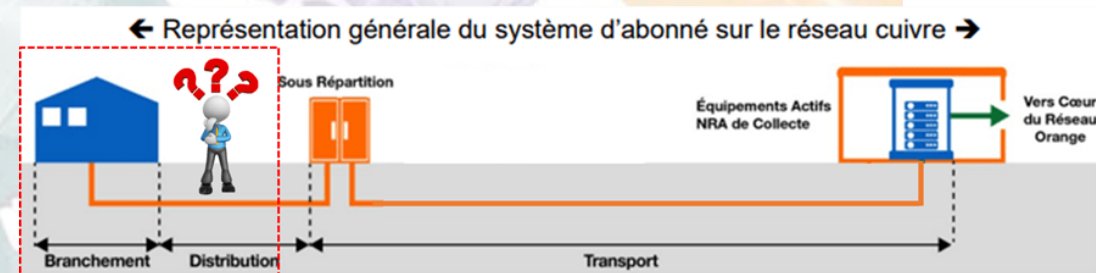 ← Représentation générale du système d'abonné sur le réseau cuivre →
???
Sous Répartition
Équipements Actifs
NRA de Collecte
Vers Cœur
du Réseau
Orange
Branchement
Distribution
Transport